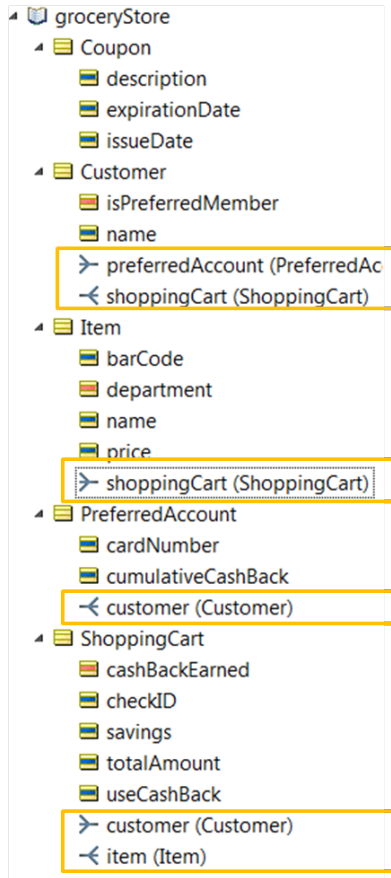 groceryStore
Coupon
description
expirationDate
issueDate
Customer
isPreferredMember
name
preferredAccount (PreferredAc
shoppingCart (ShoppingCart)
Item
barCode
department
name
price
shoppingCart (ShoppingCart)
PreferredAccount
cardNumber
cumulativeCashBack
customer (Customer)
ShoppingCart
cashBackEarned
checkID
savings
totalAmount
useCashBack
customer (Customer)
item (Item)